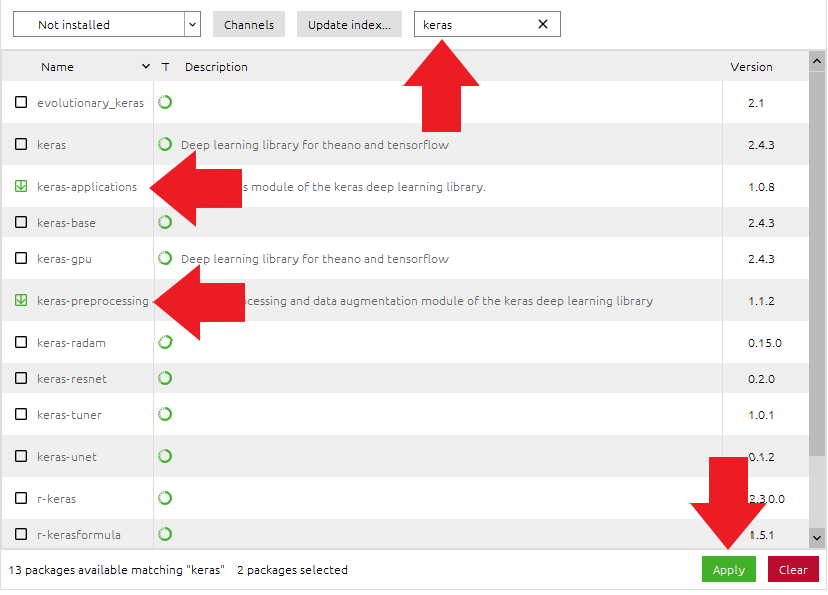 Not installed Channels Update index... keras
Name T Description Version
evolutionary_keras 2.1
keras Deep learning library for theano and tensorflow 2.4.3
keras-applications module of the keras deep learning library. 1.0.8
keras-base 2.4.3
keras-gpu Deep learning library for theano and tensorflow 2.4.3
keras-preprocessing and data augmentation module of the keras deep learning library 1.1.2
keras-radam 0.15.0
keras-resnet 0.2.0
keras-tuner 1.0.1
keras-unet 0.1.2
r-keras 2.3.0.0
r-kerasformula 1.5.1
13 packages available matching "keras" 2 packages selected Apply Clear